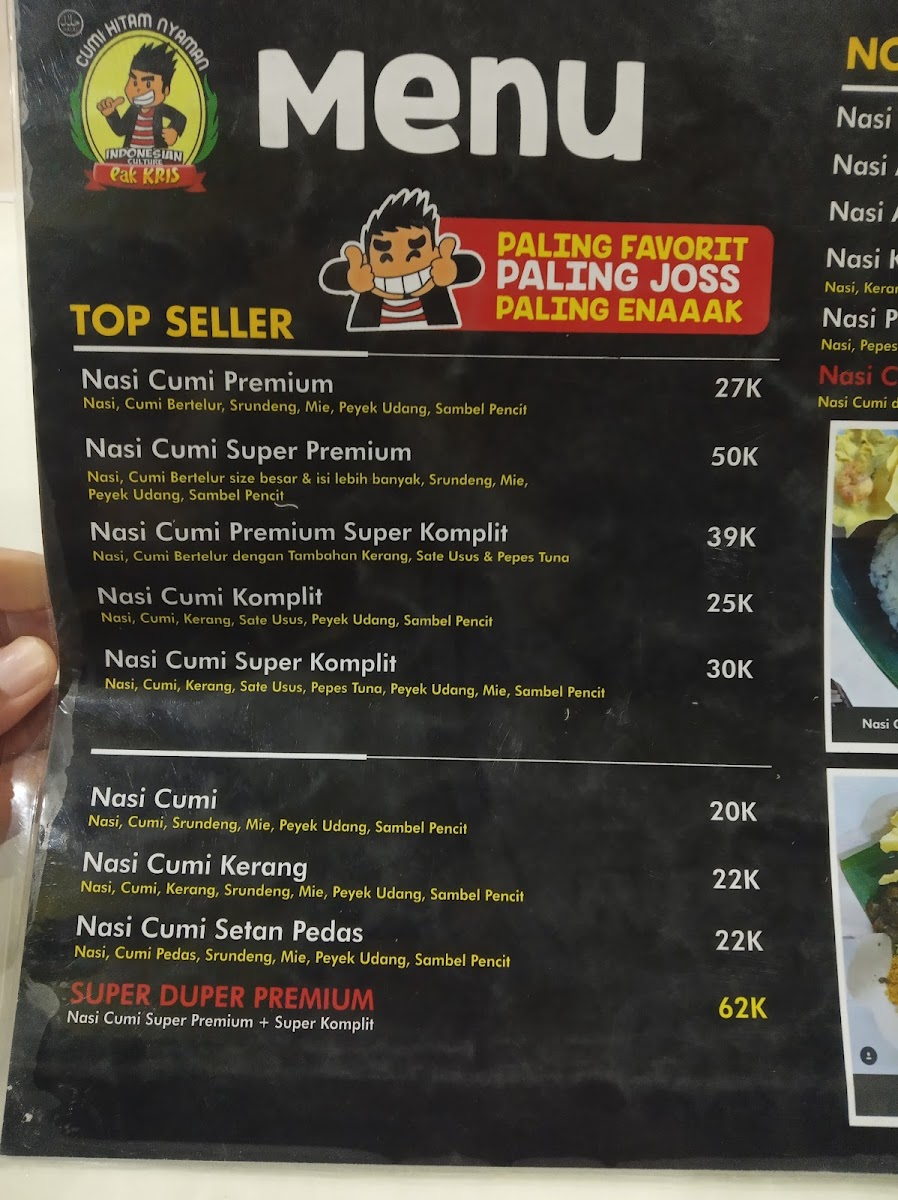 CUMI HITAM NYAMAN
INDONESIAN
CULTURE
Pak KRIS
Menu
PALING FAVORIT
PALING JOSS
PALING ENAAAK
TOP SELLER
Nasi Cumi Premium 27K
Nasi, Cumi Bertelur, Srundeng, Mie, Peyek Udang, Sambel Pencit
Nasi Cumi Super Premium 50K
Nasi, Cumi Bertelur size besar & isi lebih banyak, Srundeng, Mie,
Peyek Udang, Sambel Pencit
Nasi Cumi Premium Super Komplit 39K
Nasi, Cumi Bertelur dengan Tambahan Kerang, Sate Usus & Pepes Tuna
Nasi Cumi Komplit 25K
Nasi, Cumi, Kerang, Sate Usus, Peyek Udang, Sambel Pencit
Nasi Cumi Super Komplit 30K
Nasi, Cumi, Kerang, Sate Usus, Pepes Tuna, Peyek Udang, Mie, Sambel Pencit
Nasi Cumi 20K
Nasi, Cumi, Srundeng, Mie, Peyek Udang, Sambel Pencit
Nasi Cumi Kerang 22K
Nasi, Cumi, Kerang, Srundeng, Mie, Peyek Udang, Sambel Pencit
Nasi Cumi Setan Pedas 22K
Nasi, Cumi Pedas, Srundeng, Mie, Peyek Udang, Sambel Pencit
SUPER DUPER PREMIUM 62K
Nasi Cumi Super Premium + Super Komplit
Nasi
Nasi
Nasi
Nasi
Nasi,
Nasi
Nasi, Pepes
Nasi
Nasi Cumi
Nasi